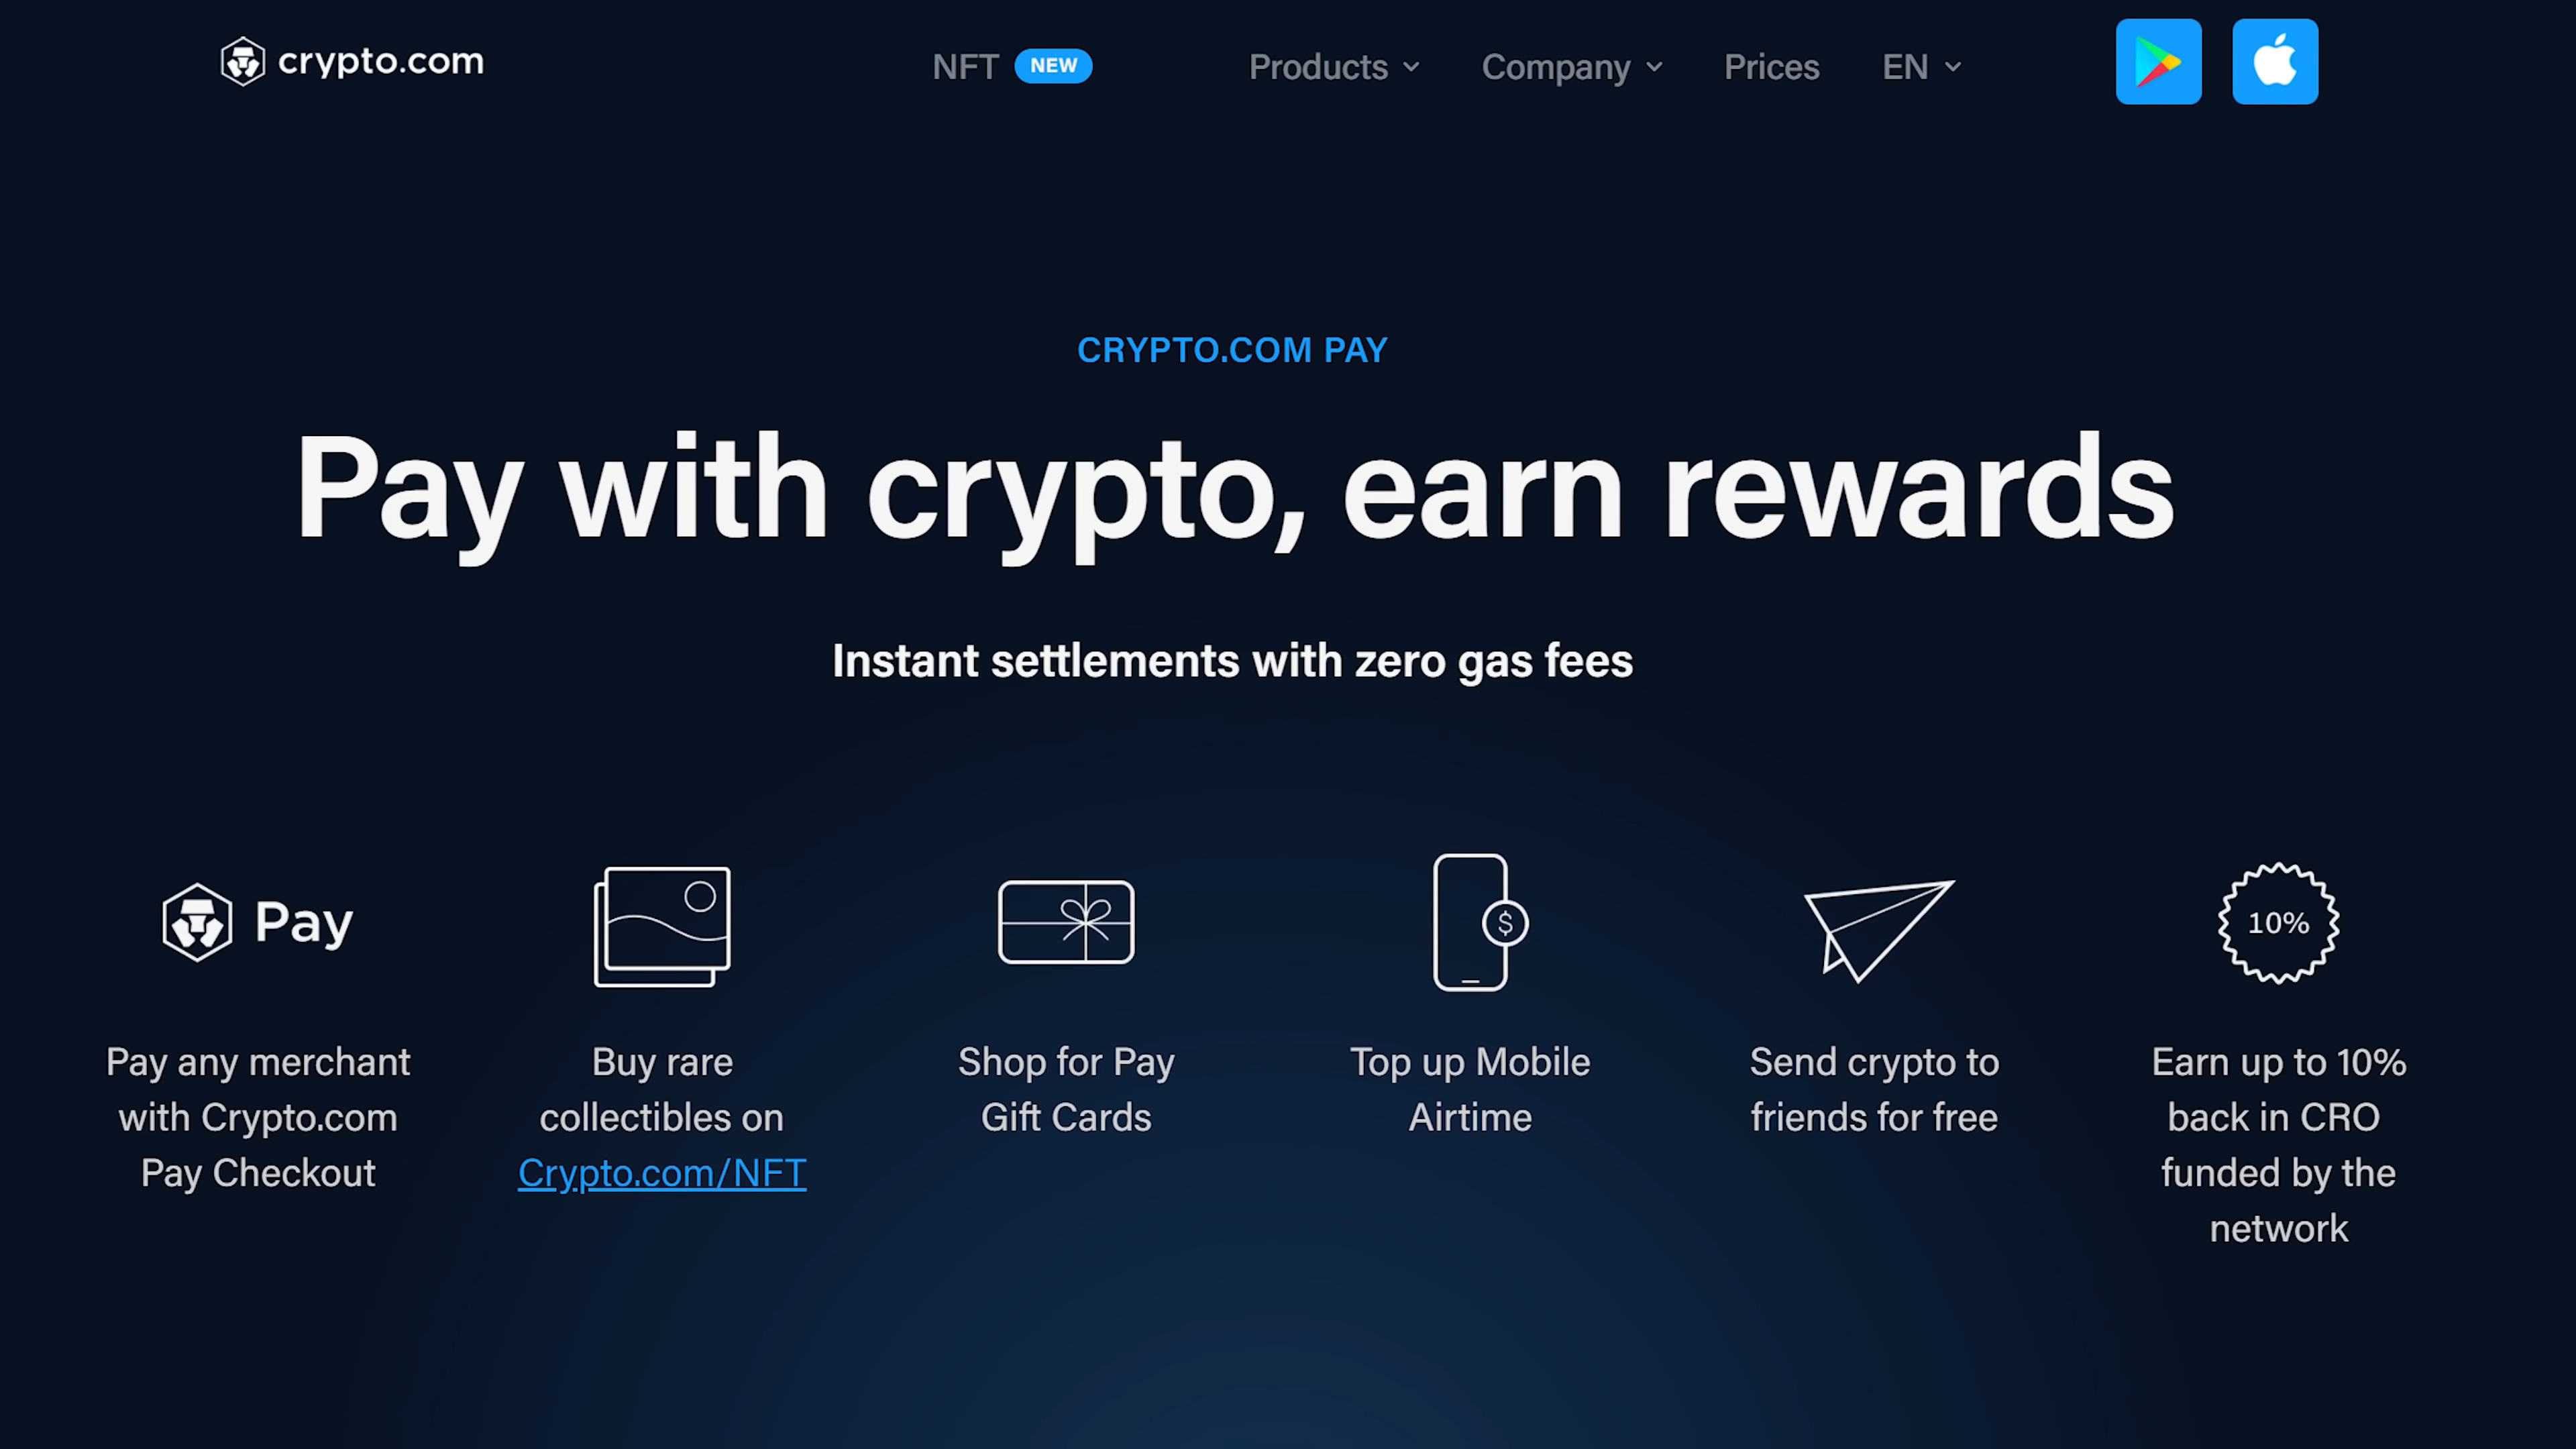 crypto.com
NFT NEW Products Company Prices EN
CRYPTO.COM PAY
Pay with crypto, earn rewards
Instant settlements with zero gas fees
Pay
Pay any merchant
with Crypto.com
Pay Checkout
Buy rare
collectibles on
Crypto.com/NFT
Shop for Pay
Gift Cards
$
Top up Mobile
Airtime
Send crypto to
friends for free
10%
Earn up to 10%
back in CRO
funded by the
network